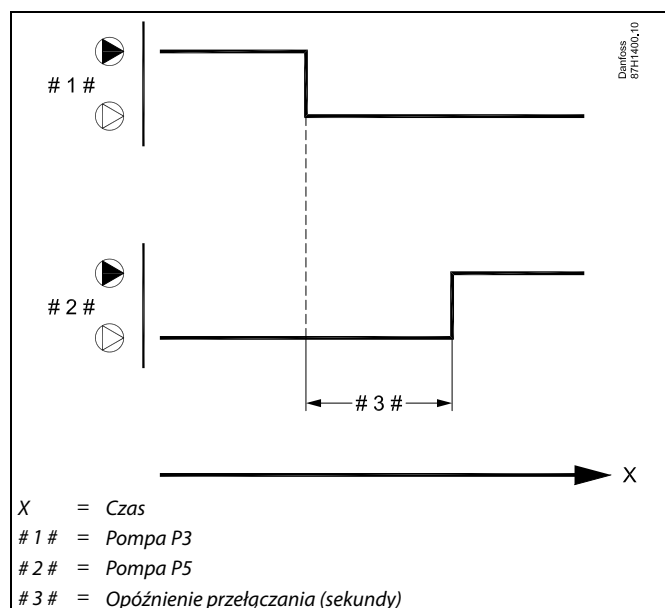 Danfoss
87H1400,10
# 1 #
# 2 #
# 3 #
X
X = Czas
# 1 # = Pompa P3
# 2 # = Pompa P5
# 3 # = Opóźnienie przełączania (sekundy)